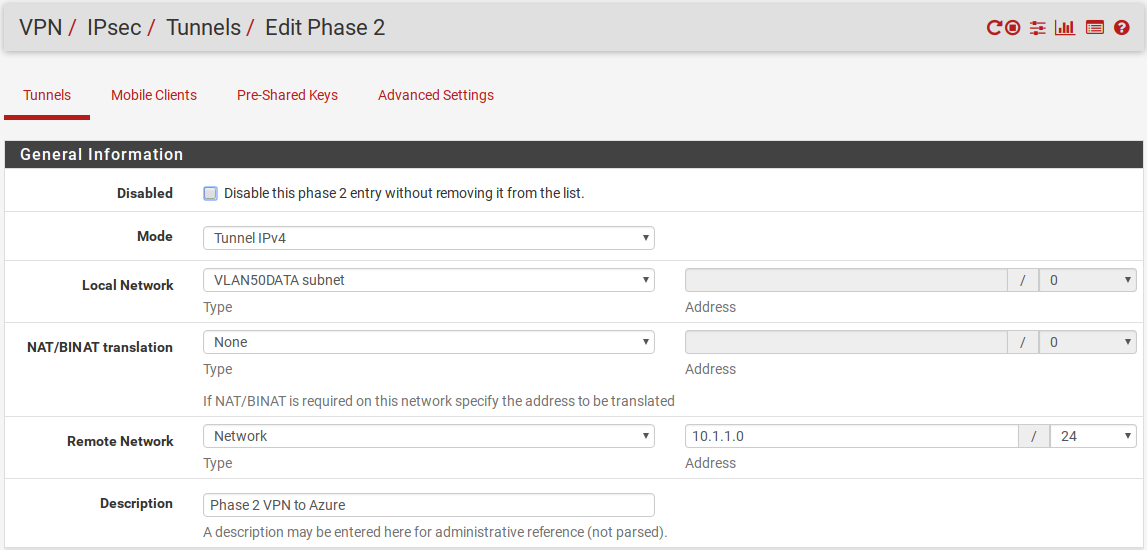 VPN / IPsec / Tunnels / Edit Phase 2
Tunnels Mobile Clients Pre-Shared Keys Advanced Settings
General Information
Disabled Disable this phase 2 entry without removing it from the list.
Mode Tunnel IPv4
Local Network VLAN50DATA subnet / 0
Type Address
NAT/BINAT translation None / 0
Type Address
If NAT/BINAT is required on this network specify the address to be translated
Remote Network Network 10.1.1.0 / 24
Type Address
Description Phase 2 VPN to Azure
A description may be entered here for administrative reference (not parsed).